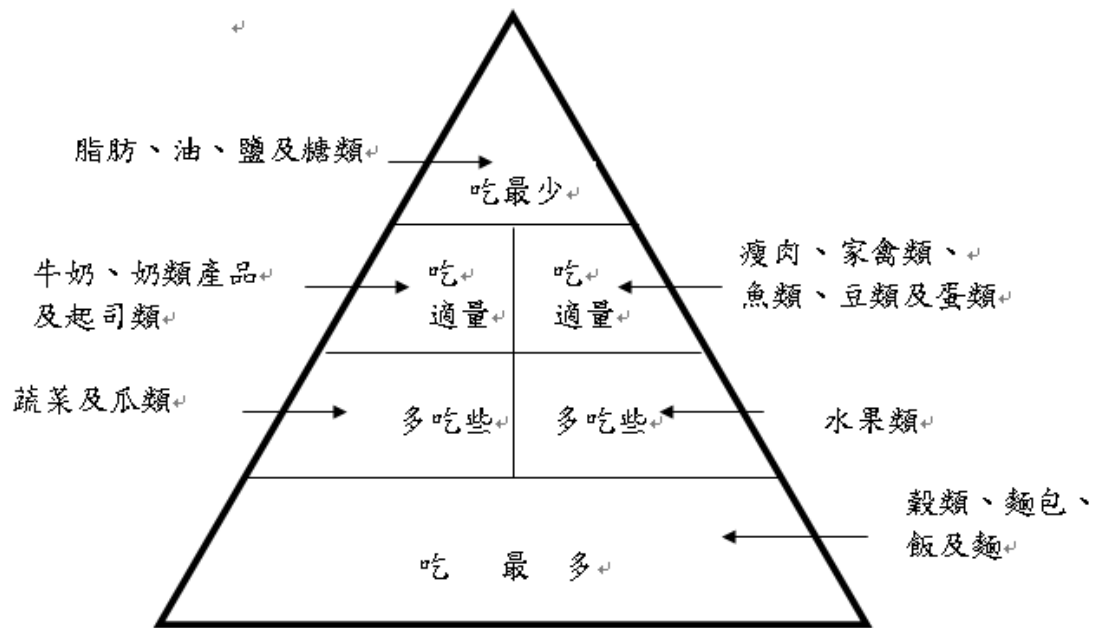 脂肪、油、鹽及糖類
吃最少
牛奶、奶類產品
及起司類
吃
適量
吃
適量
瘦肉、家禽類、
魚類、豆類及蛋類
蔬菜及瓜類
多吃些
多吃些
水果類
穀類、麵包、
飯及麵
吃 最 多